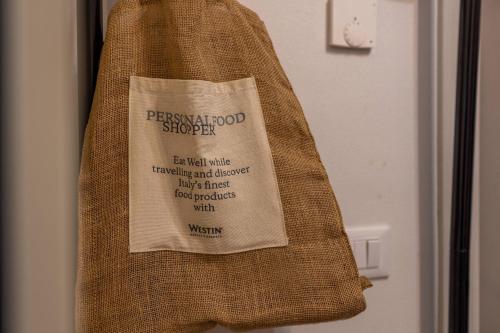 PERSONAL FOOD
SHOPPER
Eat Well while
travelling and discover
Italy's finest
food products
with
WESTIN